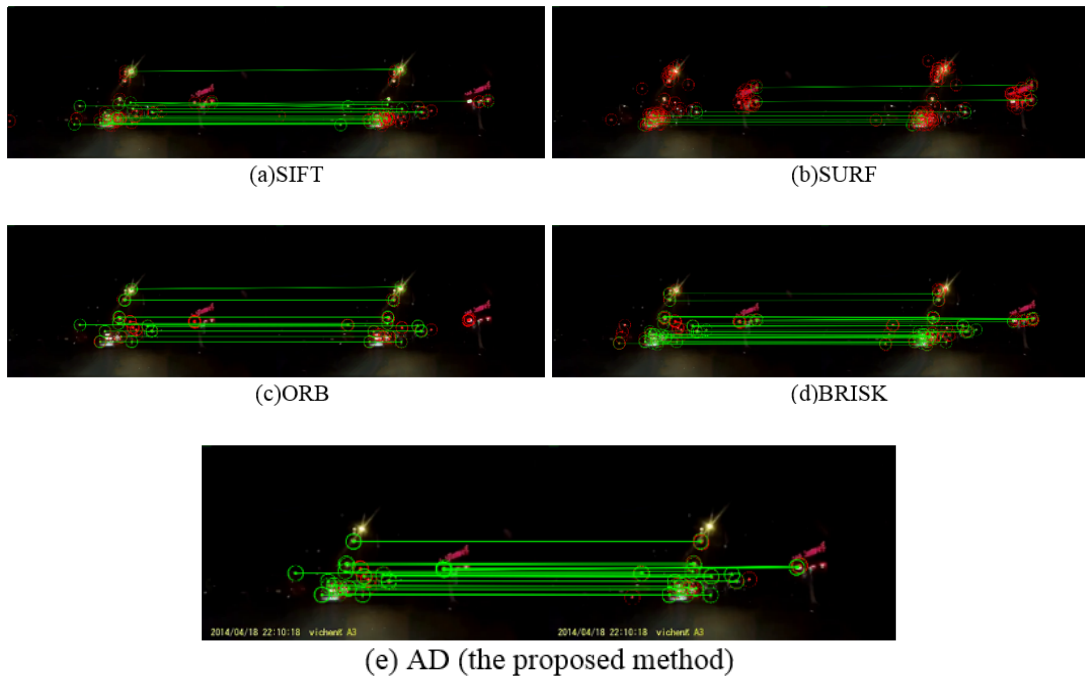 (a)SIFT
(b)SURF
(c)ORB
(d)BRISK
2014/04/18 22:10:18 vichenK A3
2014/04/18 22:10:18 vichenK A3
(e) AD (the proposed method)